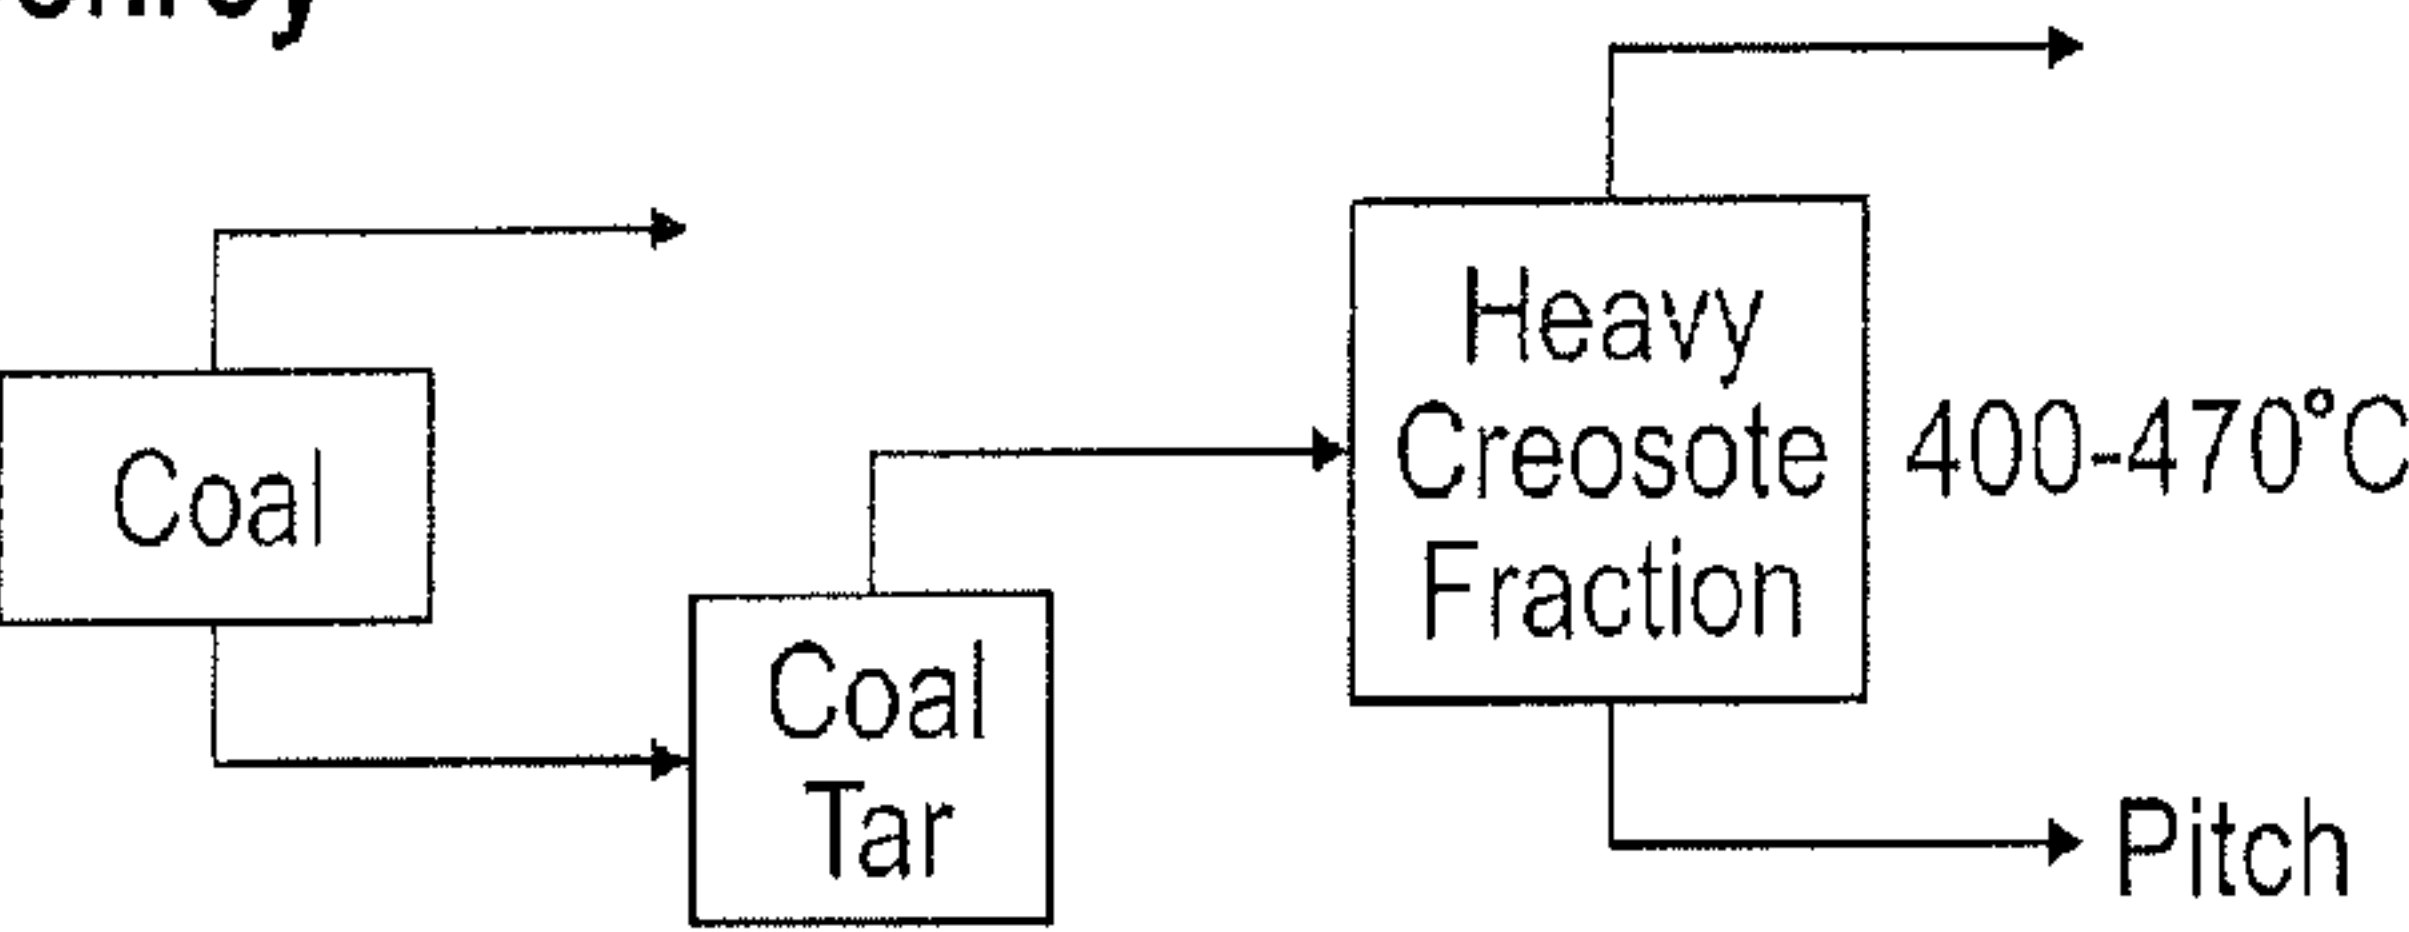 Coal
Coal
Tar
Heavy
Creosote
Fraction
400-470°C
Pitch